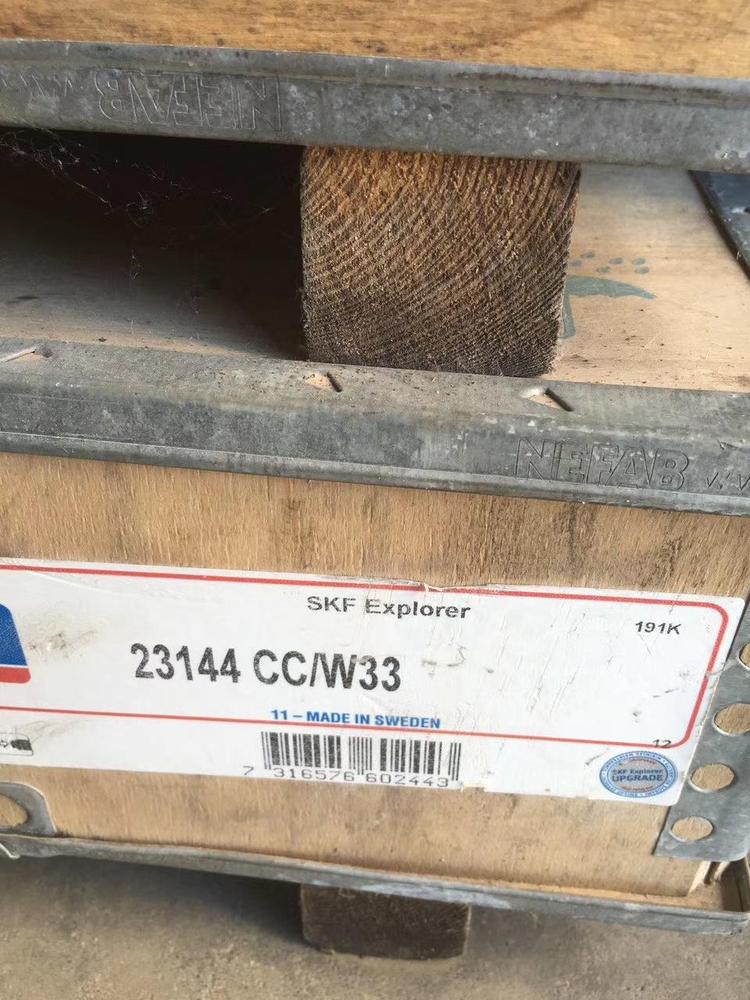 NEFAB
NEFAB
SKF Explorer
191K
23144 CC/W33
11 – MADE IN SWEDEN
12
7 316576 602443
SKF Explorer
UPGRADE